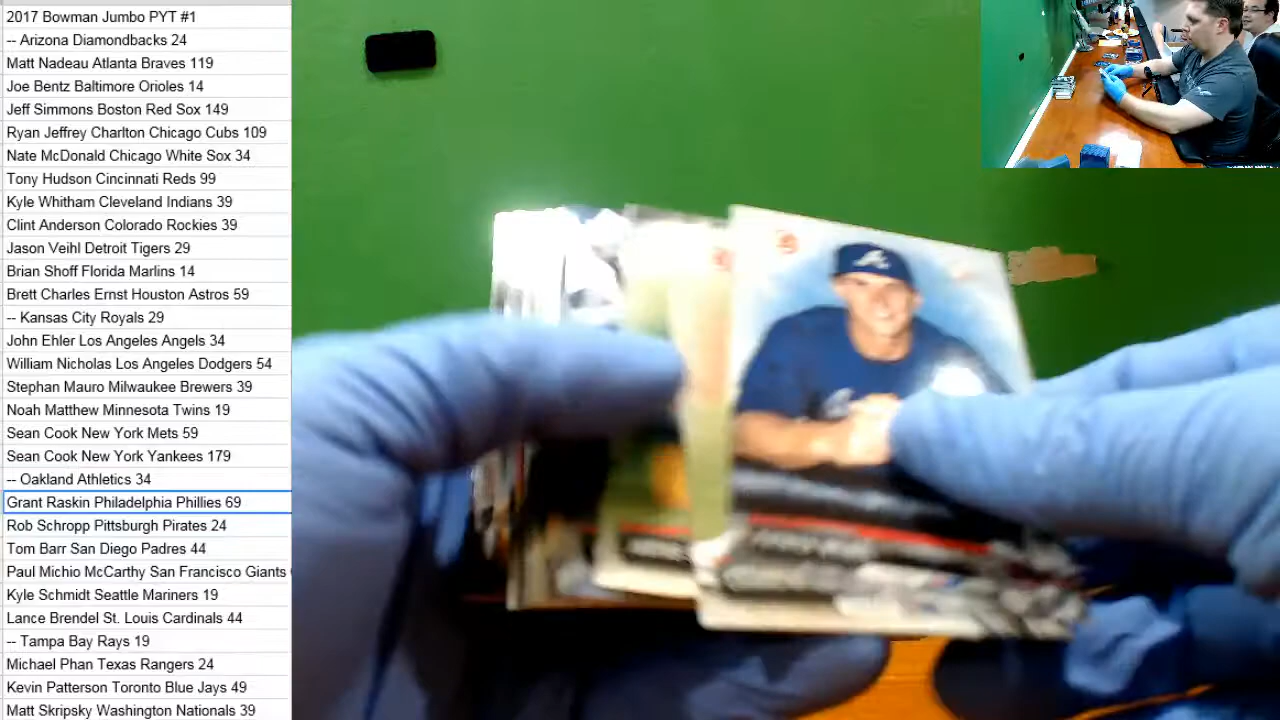 2017 Bowman Jumbo PYT #1
-- Arizona Diamondbacks 24
Matt Nadeau Atlanta Braves 119
Joe Bentz Baltimore Orioles 14
Jeff Simmons Boston Red Sox 149
Ryan Jeffrey Charlton Chicago Cubs 109
Nate McDonald Chicago White Sox 34
Tony Hudson Cincinnati Reds 99
Kyle Whitham Cleveland Indians 39
Clint Anderson Colorado Rockies 39
Jason Veihl Detroit Tigers 29
Brian Shoff Florida Marlins 14
Brett Charles Ernst Houston Astros 59
-- Kansas City Royals 29
John Ehler Los Angeles Angels 34
William Nicholas Los Angeles Dodgers 54
Stephan Mauro Milwaukee Brewers 39
Noah Matthew Minnesota Twins 19
Sean Cook New York Mets 59
Sean Cook New York Yankees 179
-- Oakland Athletics 34
Grant Raskin Philadelphia Phillies 69
Rob Schropp Pittsburgh Pirates 24
Tom Barr San Diego Padres 44
Paul Michio McCarthy San Francisco Giants
Kyle Schmidt Seattle Mariners 19
Lance Brendel St. Louis Cardinals 44
-- Tampa Bay Rays 19
Michael Phan Texas Rangers 24
Kevin Patterson Toronto Blue Jays 49
Matt Skripsky Washington Nationals 39
A